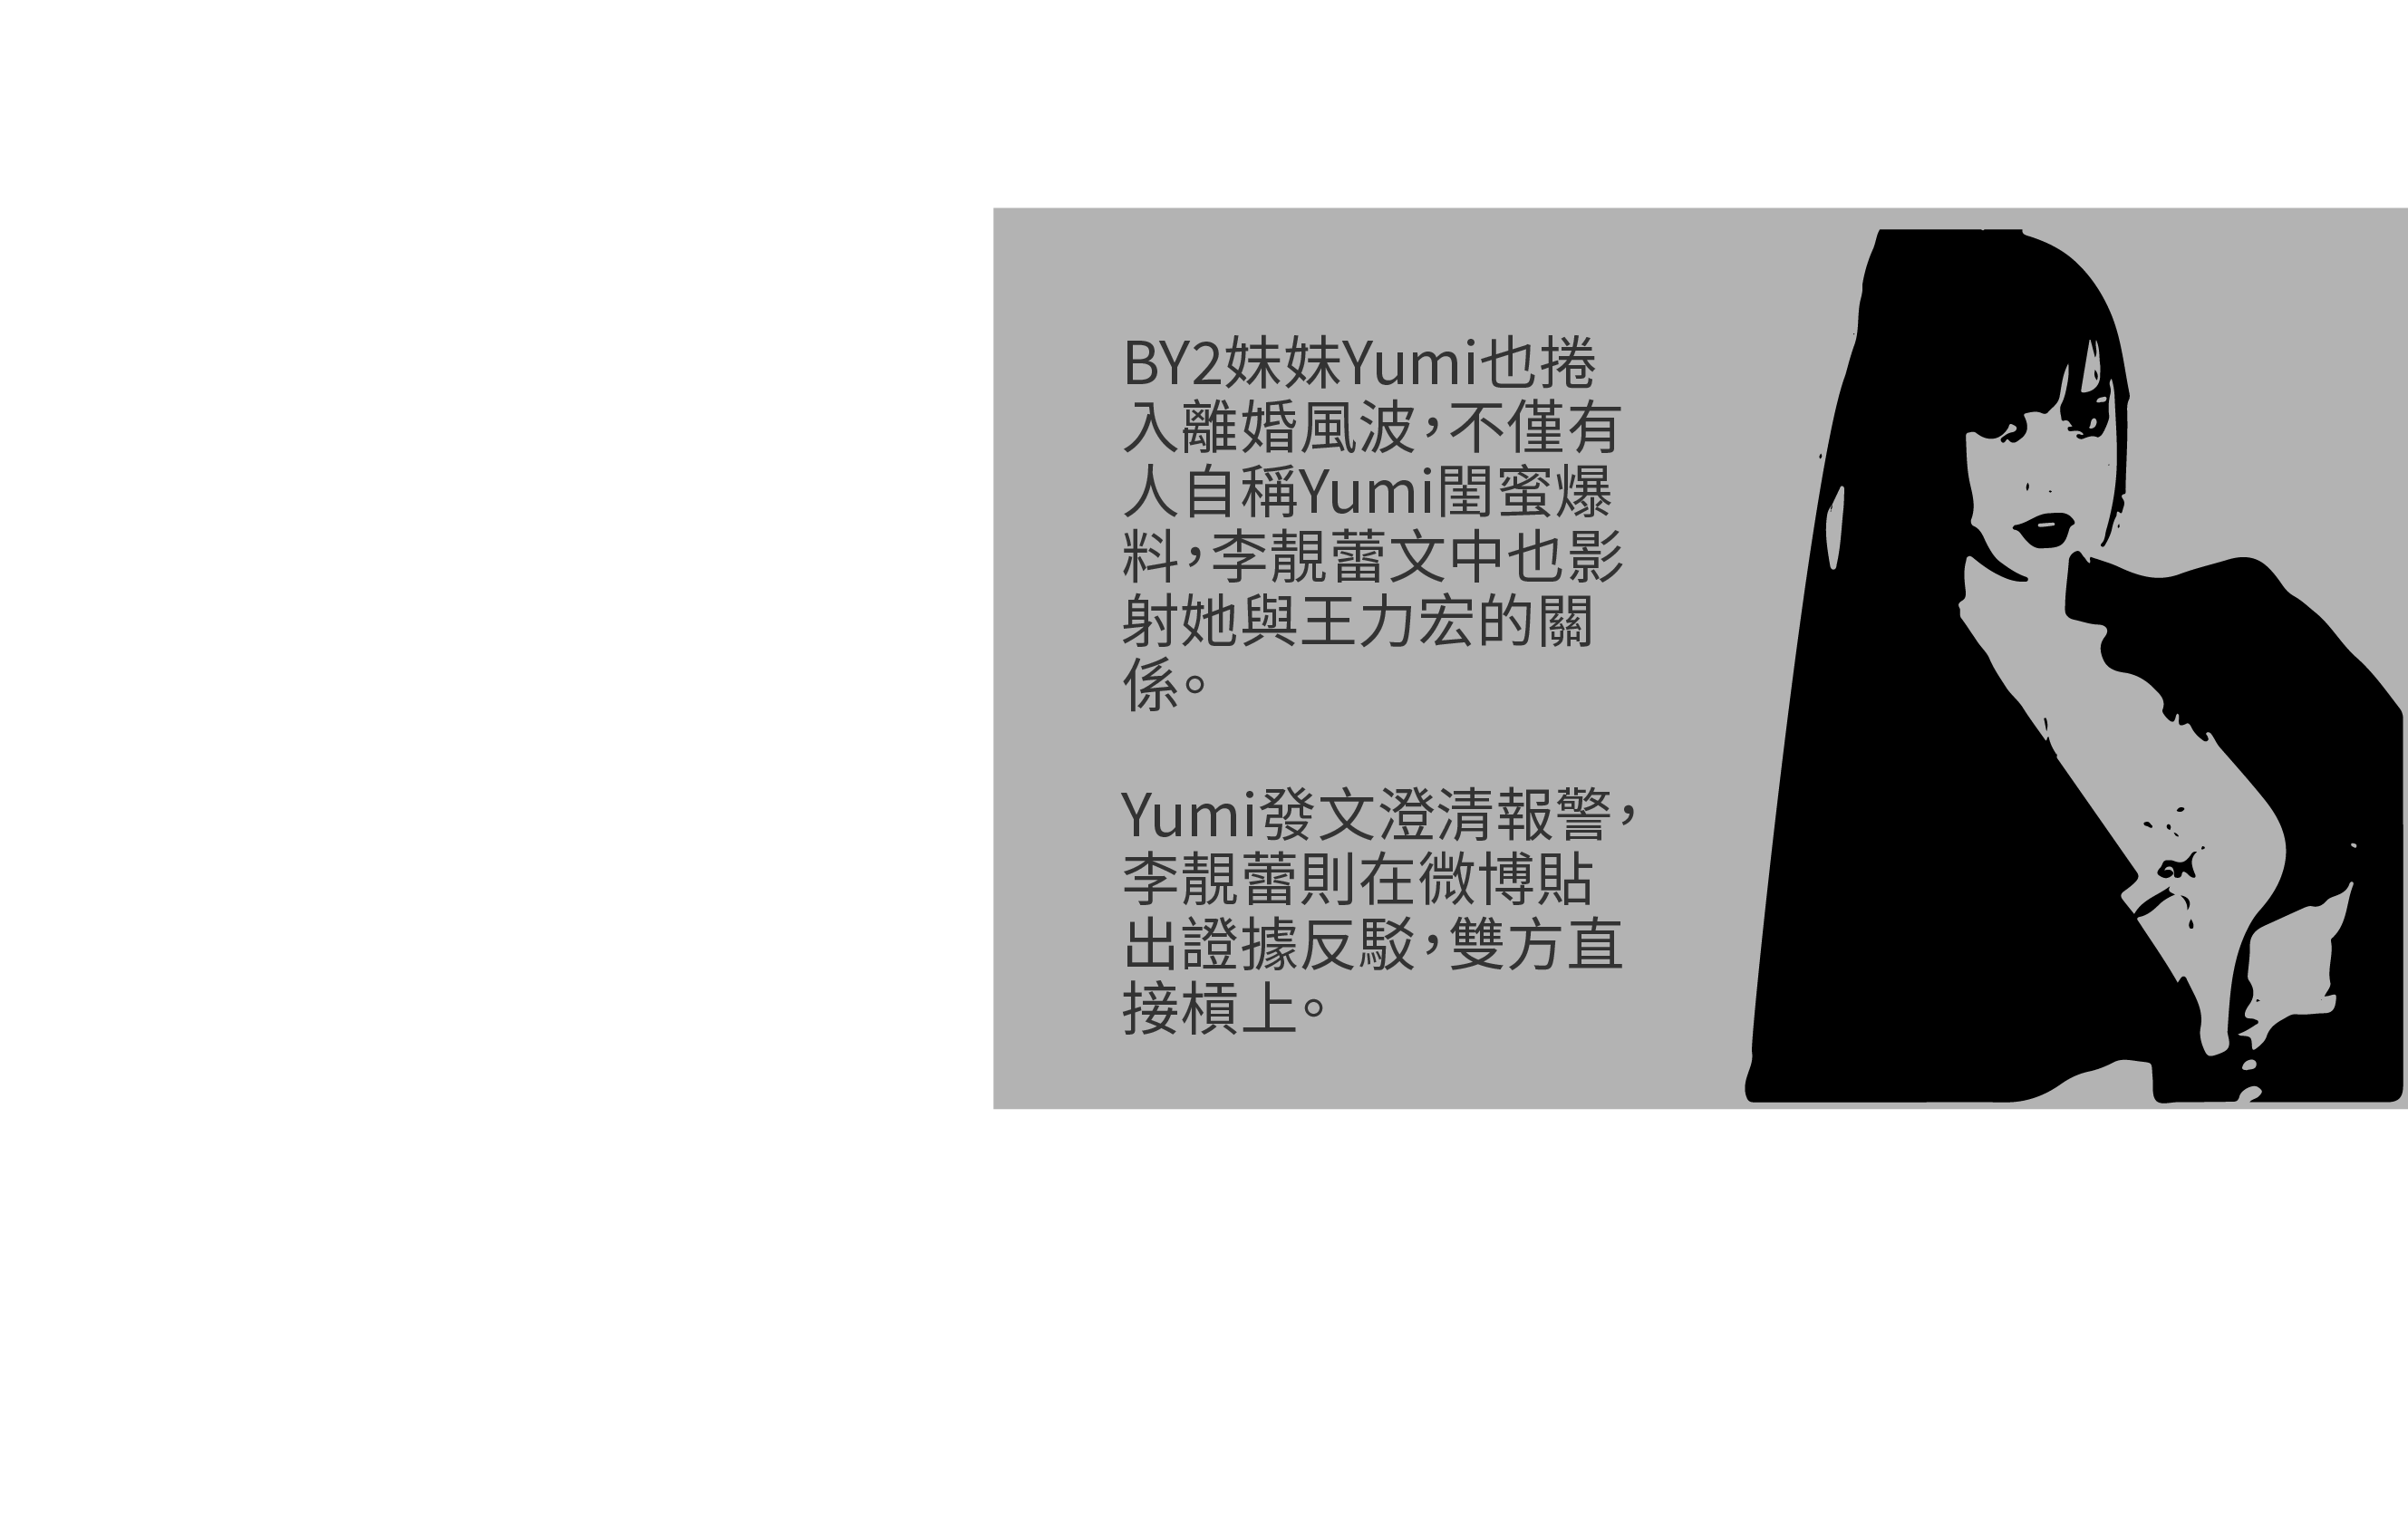 BY2妹妹Yumi也捲
入離婚風波，不僅有
人自稱Yumi閨蜜爆
料，李靚蕾文中也影
射她與王力宏的關
係。
Yumi發文澄清報警，
李靚蕾則在微博貼
出證據反駁，雙方直
接槓上。